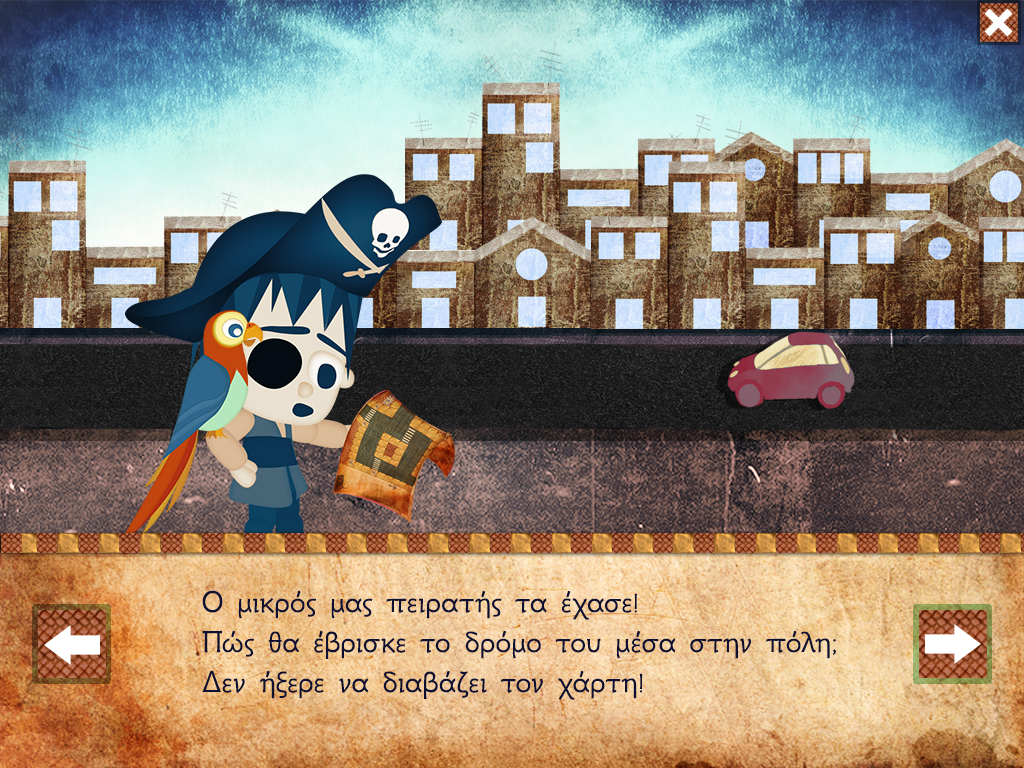 Ο μικρός μας πειρατής τα έχασε!
Πώς θα έβρισκε το δρόμο του μέσα στην πόλη;
Δεν ήξερε να διαβάζει τον χάρτη!